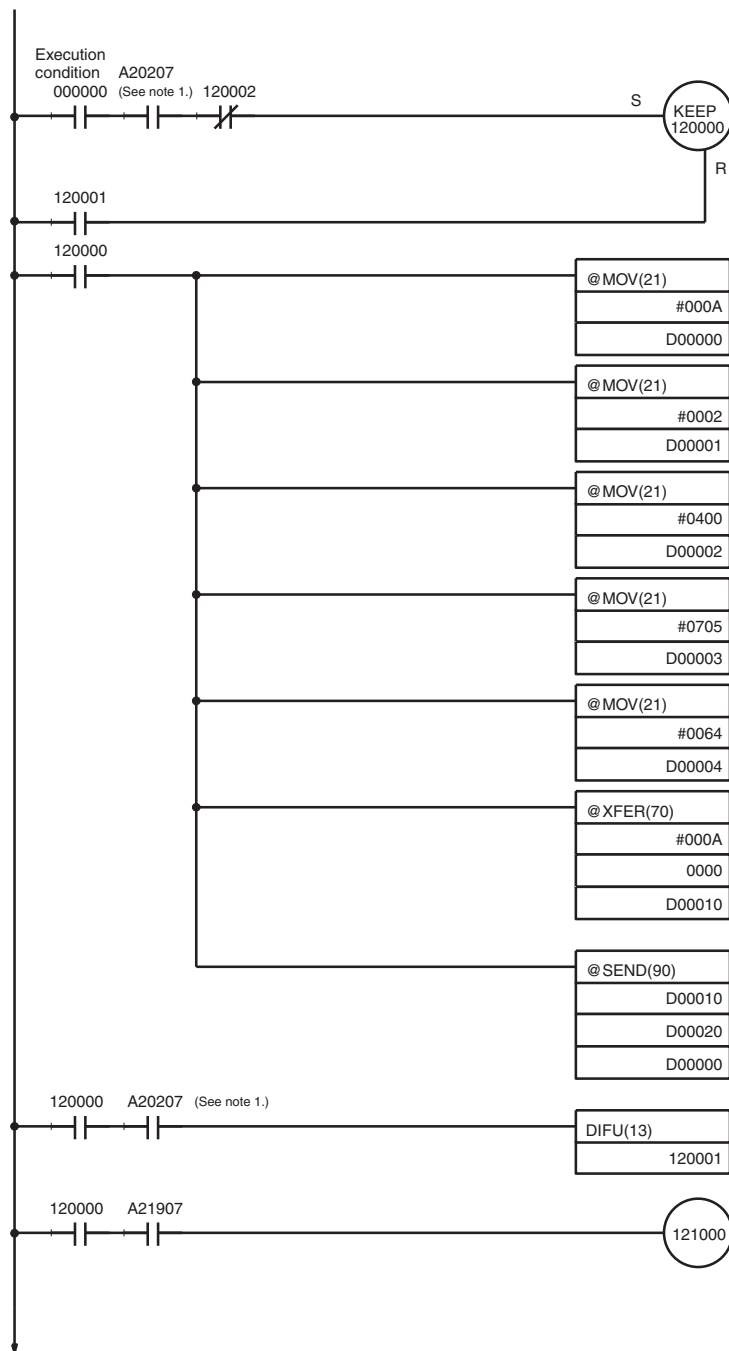 Execution
condition
A20207
000000
(See note 1.)
120002
S
KEEP
120000
R
120001
120000
@MOV(21)
#000A
D00000
@MOV(21)
#0002
D00001
@MOV(21)
#0400
D00002
@MOV(21)
#0705
D00003
@MOV(21)
#0064
D00004
@XFER(70)
#000A
0000
D00010
@SEND(90)
D00010
D00020
D00000
120000 A20207 (See note 1.)
DIFU(13)
120001
120000 A21907
121000